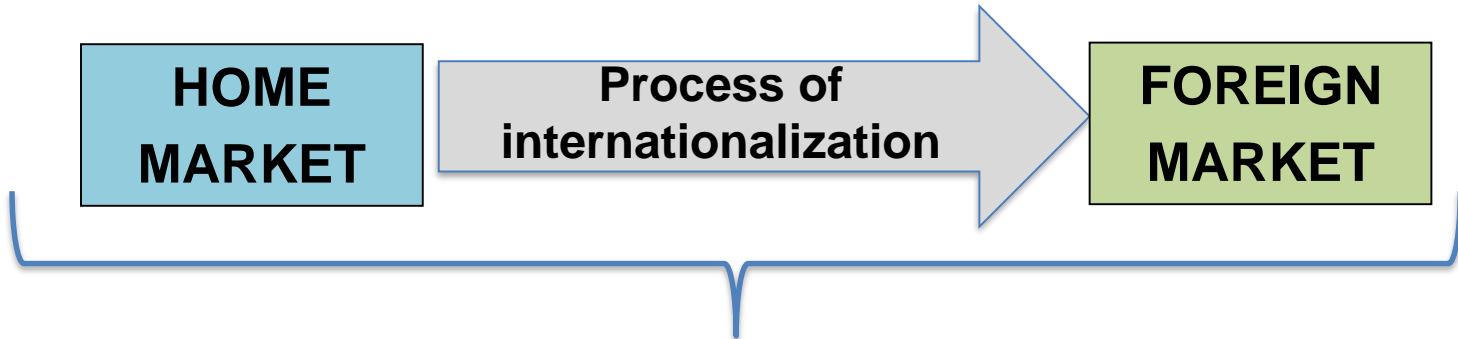 HOME
MARKET
Process of
internationalization
FOREIGN
MARKET